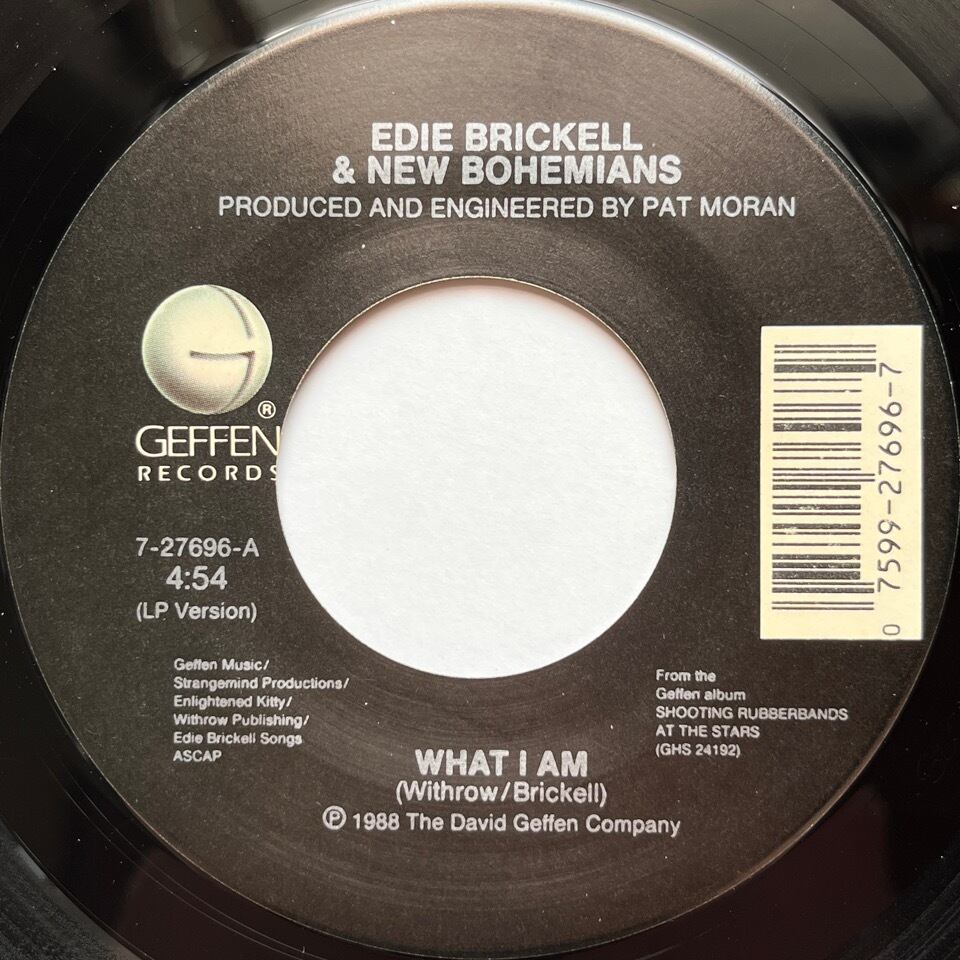 EDIE BRICKELL
& NEW BOHEMIANS
PRODUCED AND ENGINEERED BY PAT MORAN
G
®
GEFFEN
RECORDS
7-27696-A
4:54
(LP Version)
Geffen Music/
Strangemind Productions/
Enlightened Kitty/
Withrow Publishing/
Edie Brickell Songs
ASCAP
0 7599-27696-7
From the
Geffen album
SHOOTING RUBBERBANDS
AT THE STARS
(GHS 24192)
WHAT I AM
(Withrow/Brickell)
℗ 1988 The David Geffen Company